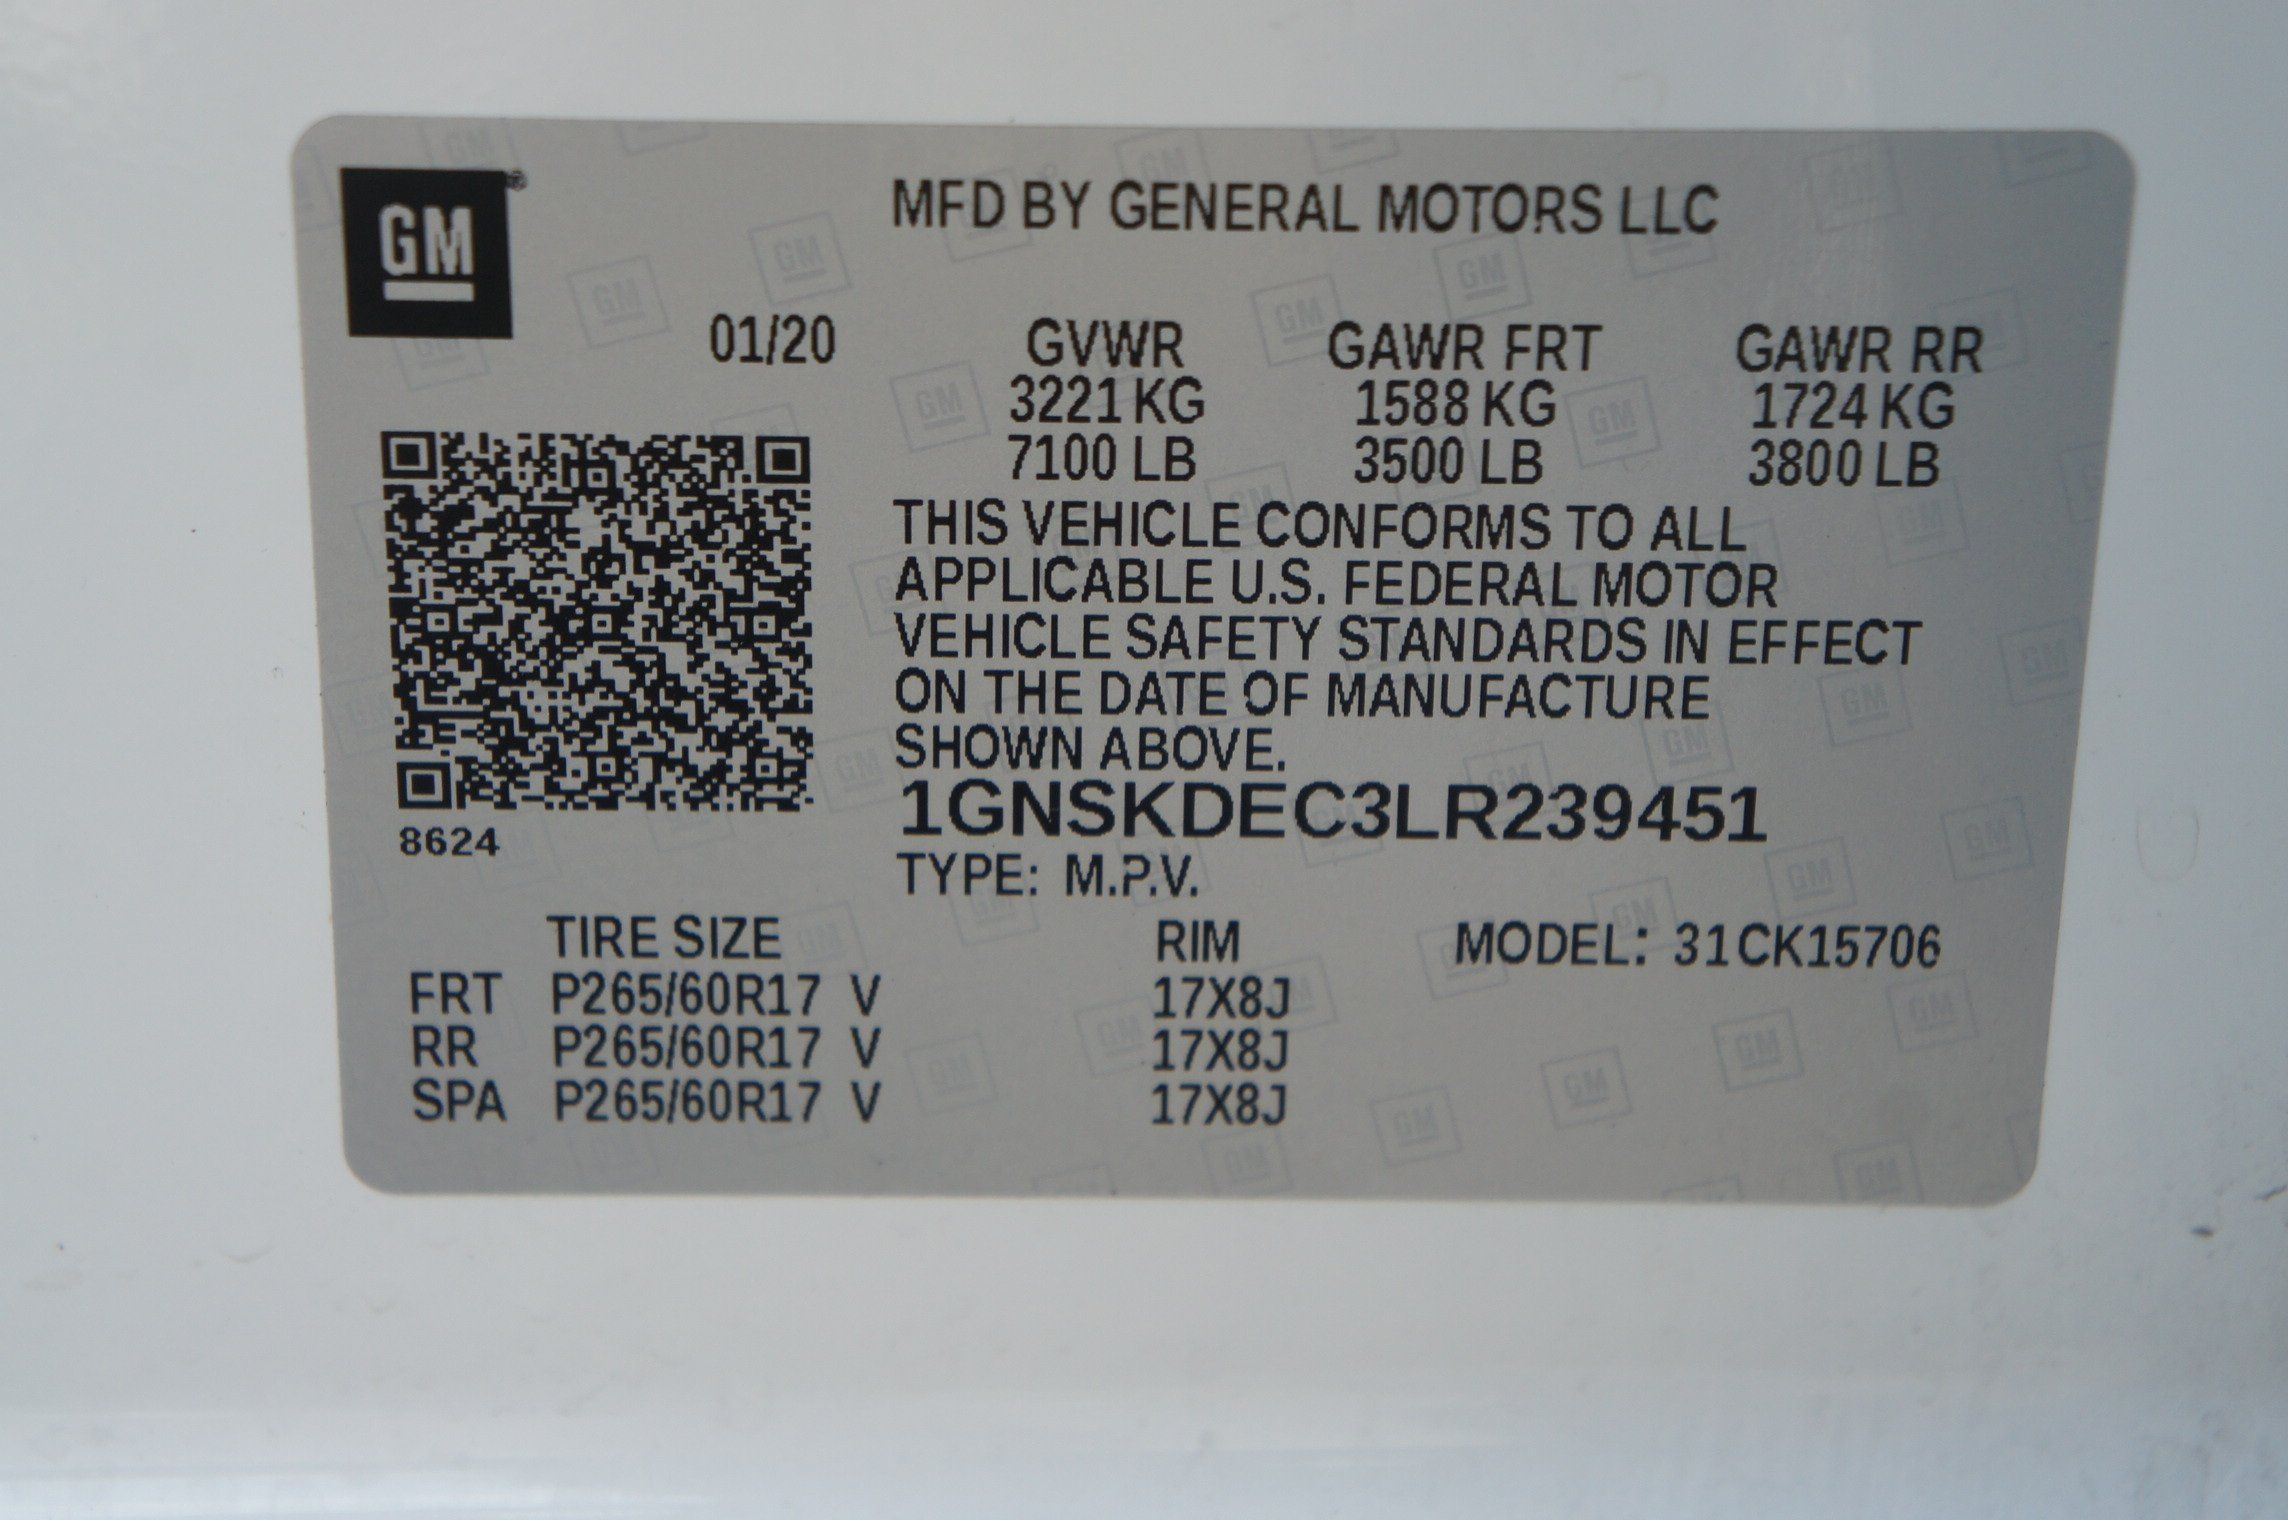 GM®
MFD BY GENERAL MOTORS LLC
01/20 GVWR GAWR FRT GAWR RR
3221 KG 1588 KG 1724 KG
7100 LB 3500 LB 3800 LB
THIS VEHICLE CONFORMS TO ALL
APPLICABLE U.S. FEDERAL MOTOR
VEHICLE SAFETY STANDARDS IN EFFECT
ON THE DATE OF MANUFACTURE
SHOWN ABOVE.
1GNSKDEC3LR239451
8624
TYPE: M.P.V.
TIRE SIZE RIM MODEL: 31CK15706
FRT P265/60R17 V 17X8J
RR P265/60R17 V 17X8J
SPA P265/60R17 V 17X8J